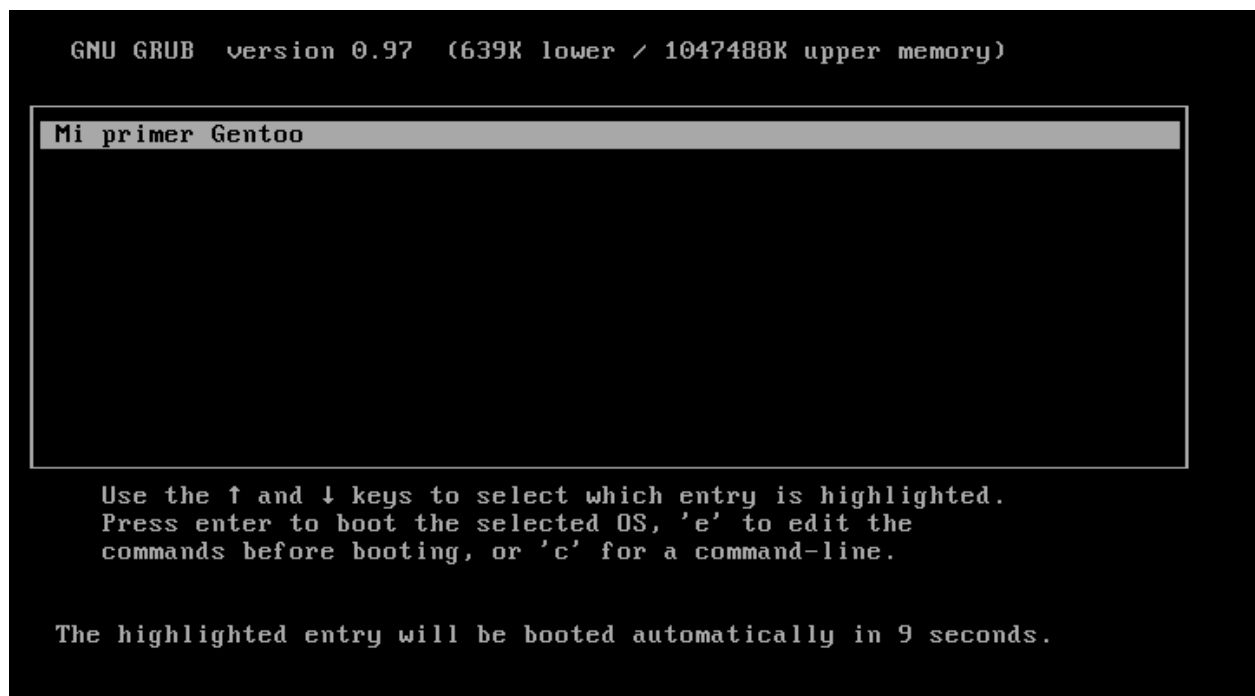 GNU GRUB  version 0.97  (639K lower / 1047488K upper memory)
Mi primer Gentoo
Use the ↑ and ↓ keys to select which entry is highlighted.
Press enter to boot the selected OS, 'e' to edit the
commands before booting, or 'c' for a command-line.
The highlighted entry will be booted automatically in 9 seconds.